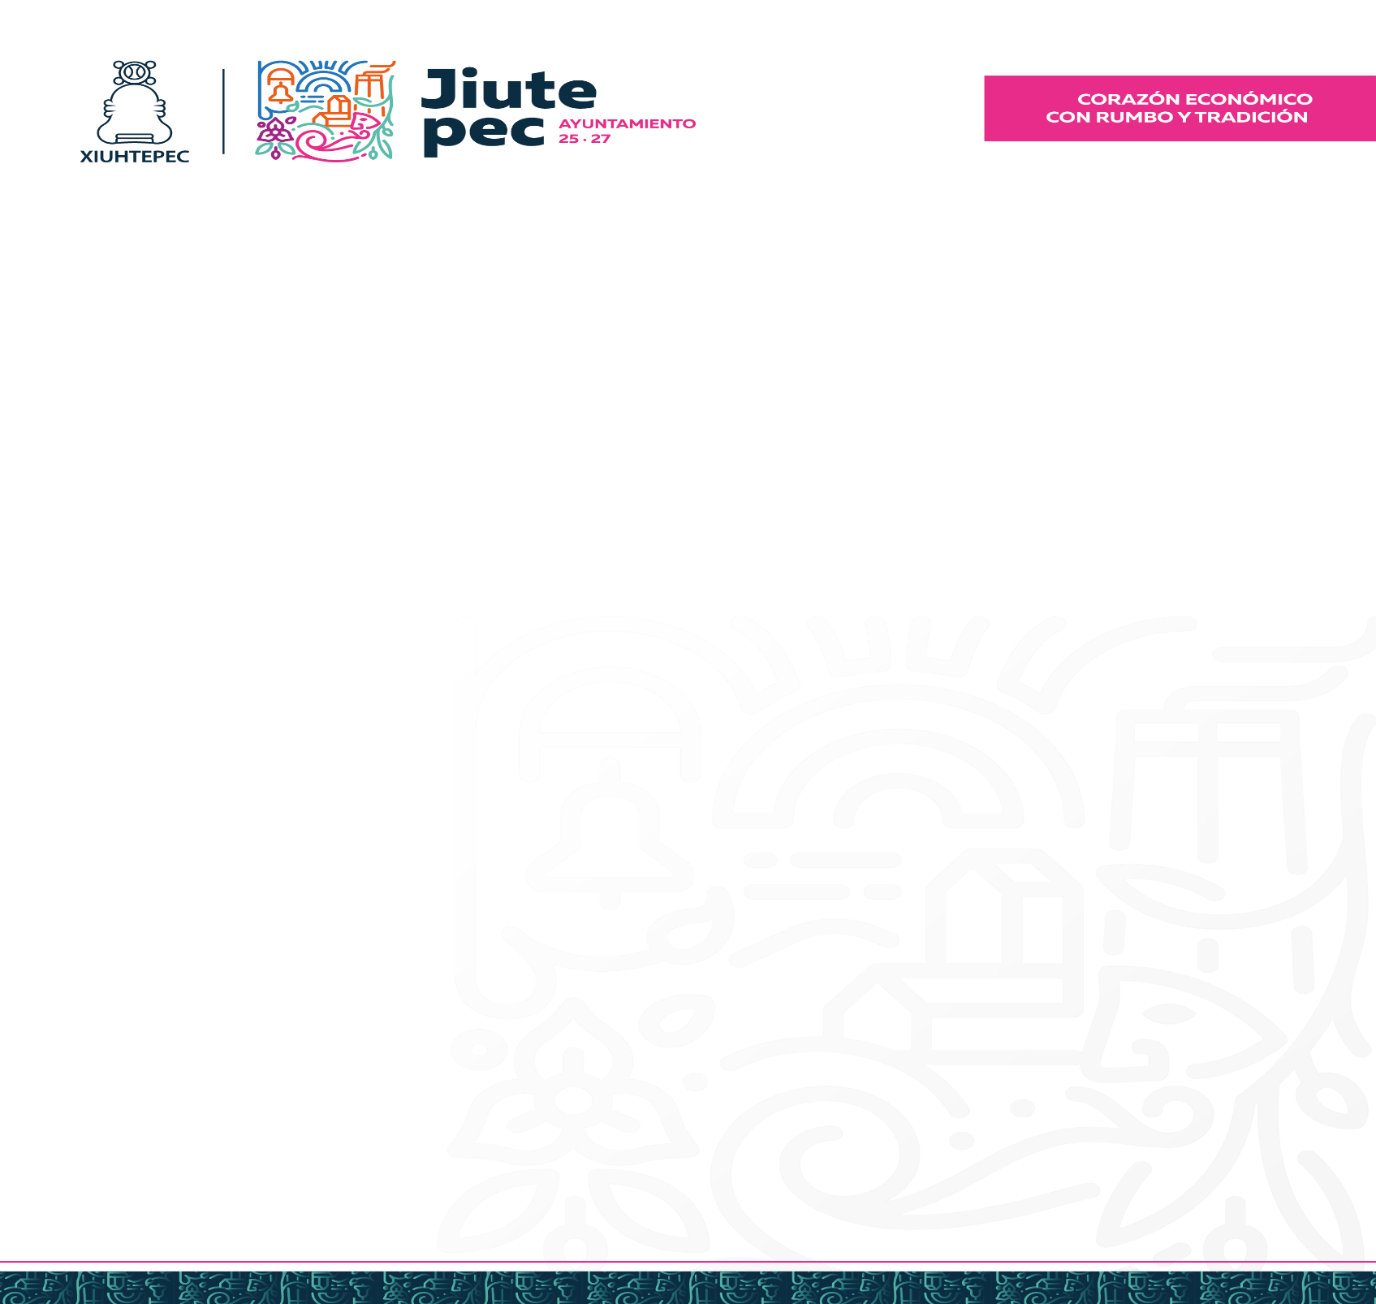 XIUHTEPEC
Jiute
pec
AYUNTAMIENTO
25 · 27
CORAZÓN ECONÓMICO
CON RUMBO Y TRADICIÓN